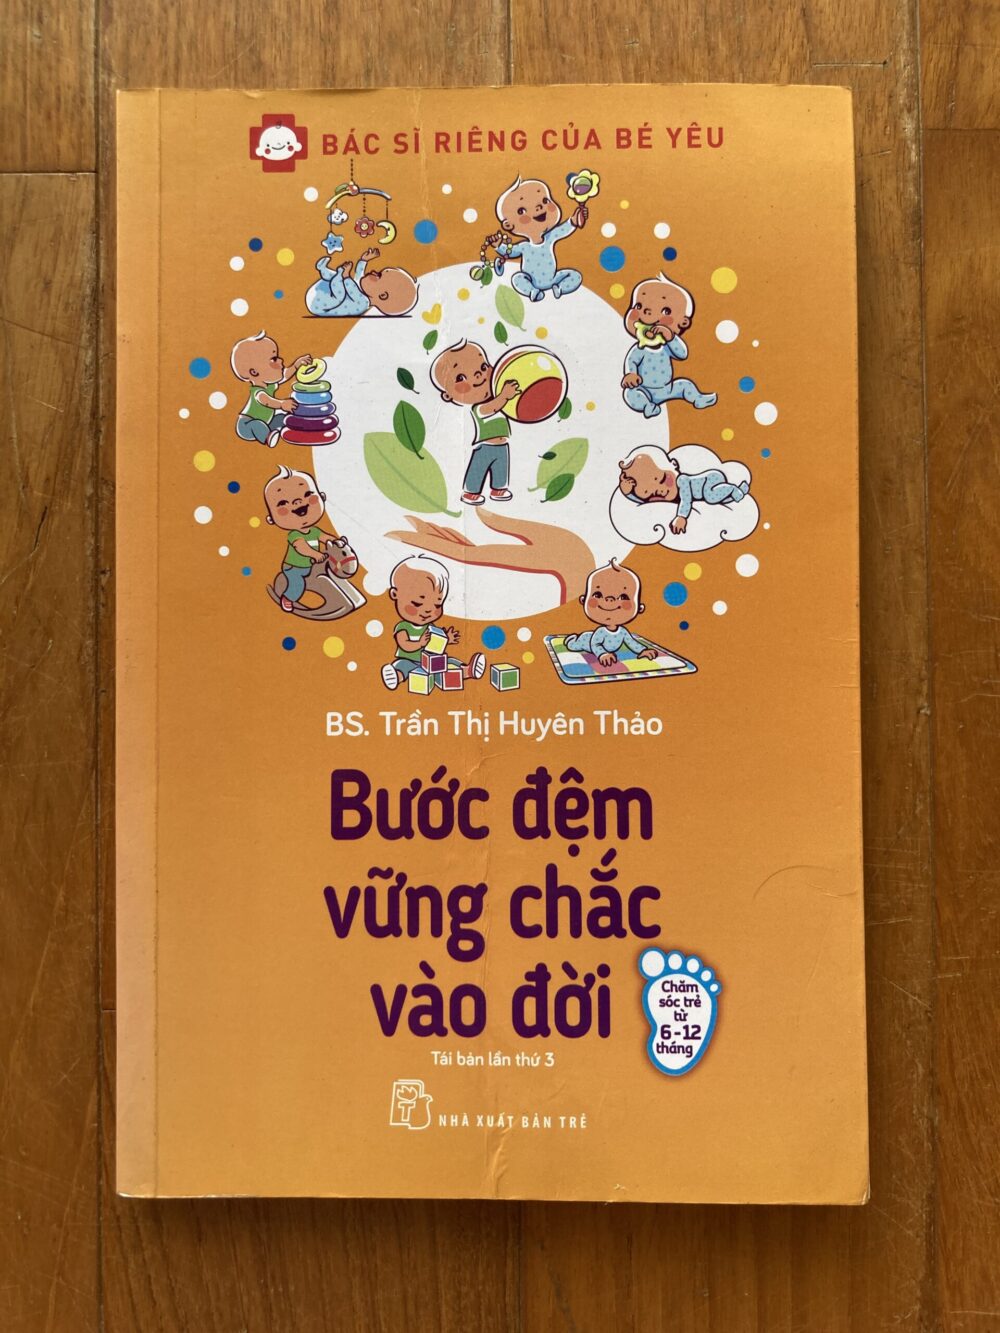 BÁC SĨ RIÊNG CỦA BÉ YÊU
BS. Trần Thị Huyên Thảo
Bước đệm
vững chắc
vào đời
Chăm
sóc trẻ
từ
6-12
tháng
Tái bản lần thứ 3
T
NHÀ XUẤT BẢN TRẺ